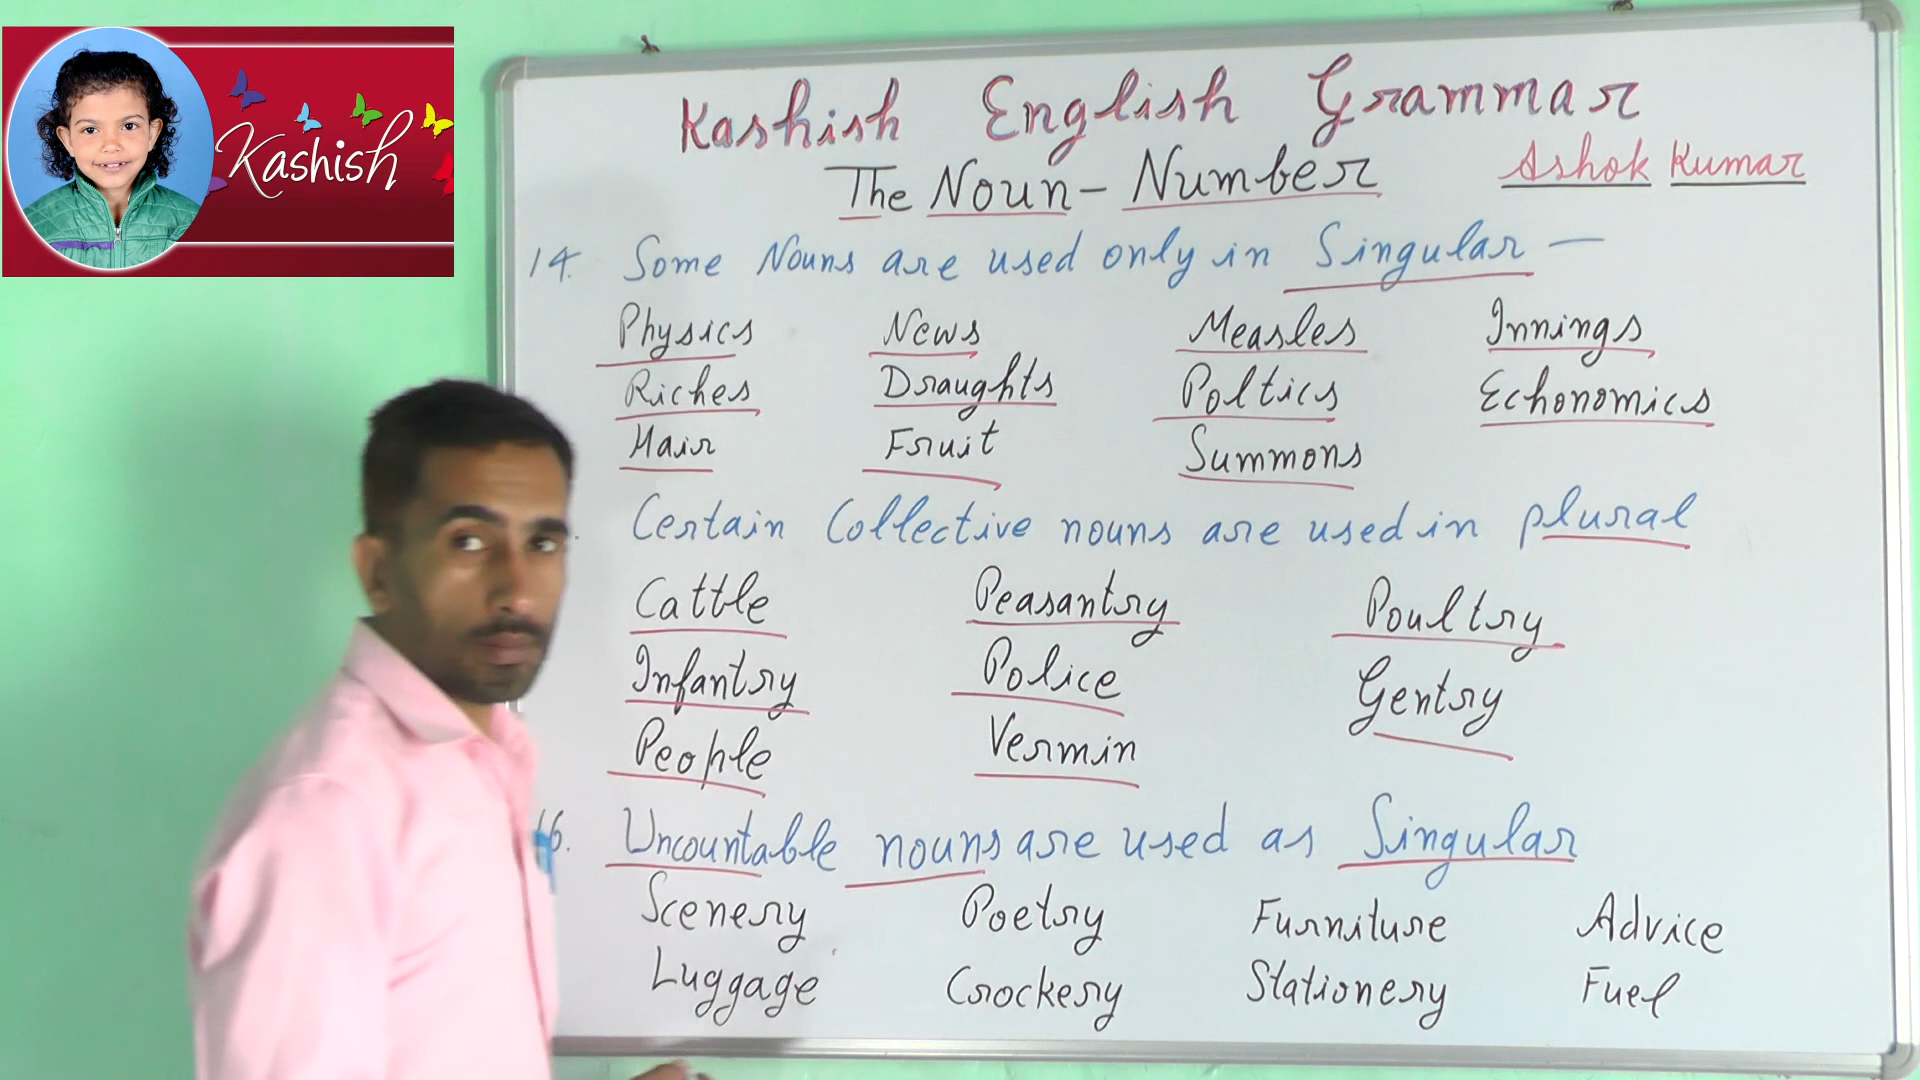 Kashish
Kashish English Grammar
The Noun - Number
Ashok Kumar
14. Some Nouns are used only in Singular —
Physics News Measles Innings
Riches Draughts Poltics Echonomics
Hair Fruit Summons
Certain Collective nouns are used in plural
Cattle Peasantry Poultry
Infantry Police Gentry
People Vermin
16. Uncountable nouns are used as Singular
Scenery Poetry Furniture Advice
Luggage Crockery Stationery Fuel